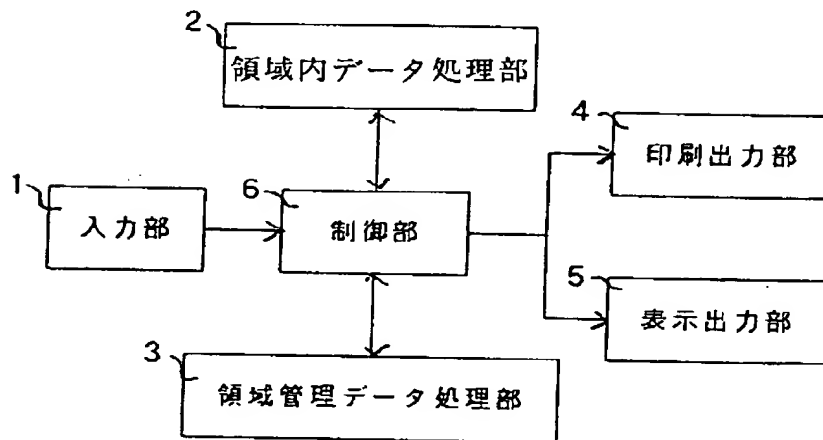 2
領域内データ処理部
4
印刷出力部
1
入力部
6
制御部
5
表示出力部
3
領域管理データ処理部